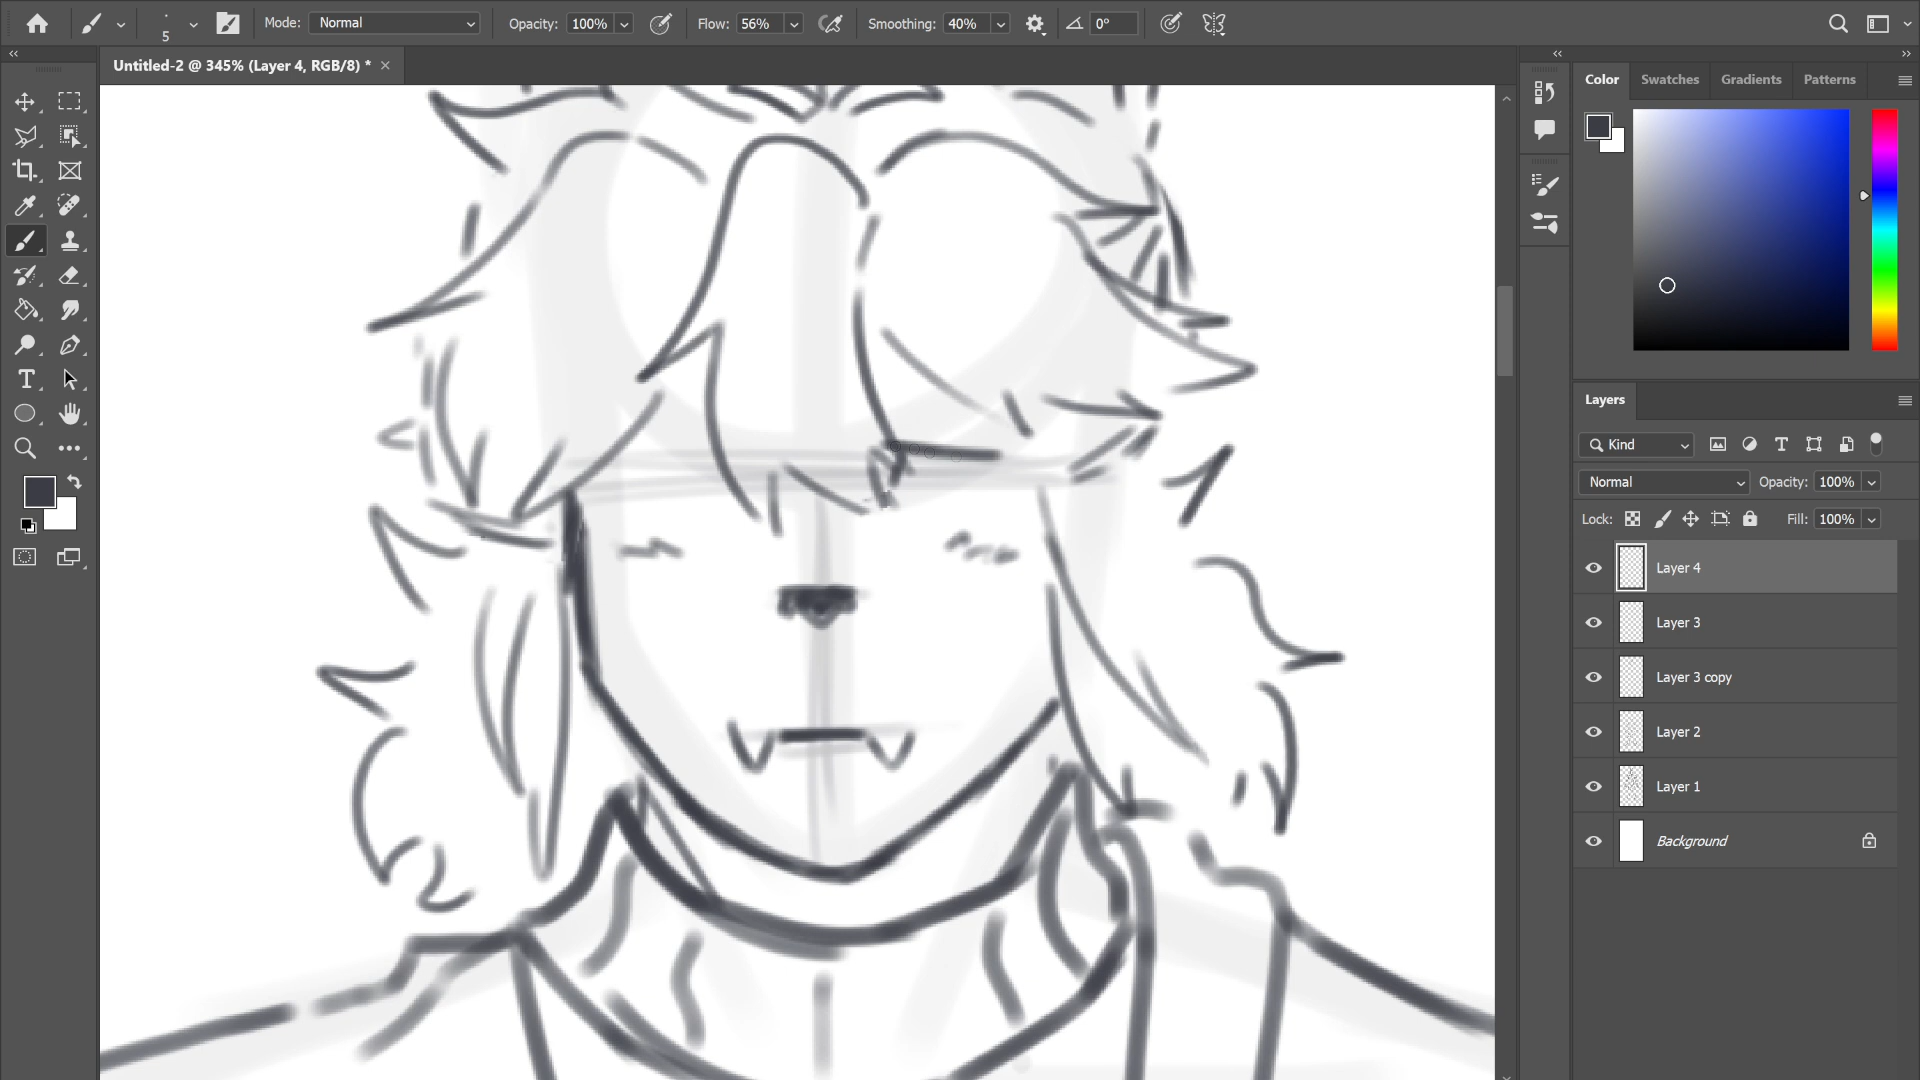 5
Mode: Normal
Opacity: 100%
Flow: 56%
Smoothing: 40%
0°
Untitled-2 @ 345% (Layer 4, RGB/8) *
Color
Swatches
Gradients
Patterns
Layers
Kind
Normal
Opacity: 100%
Lock:
Fill: 100%
Layer 4
Layer 3
Layer 3 copy
Layer 2
Layer 1
Background